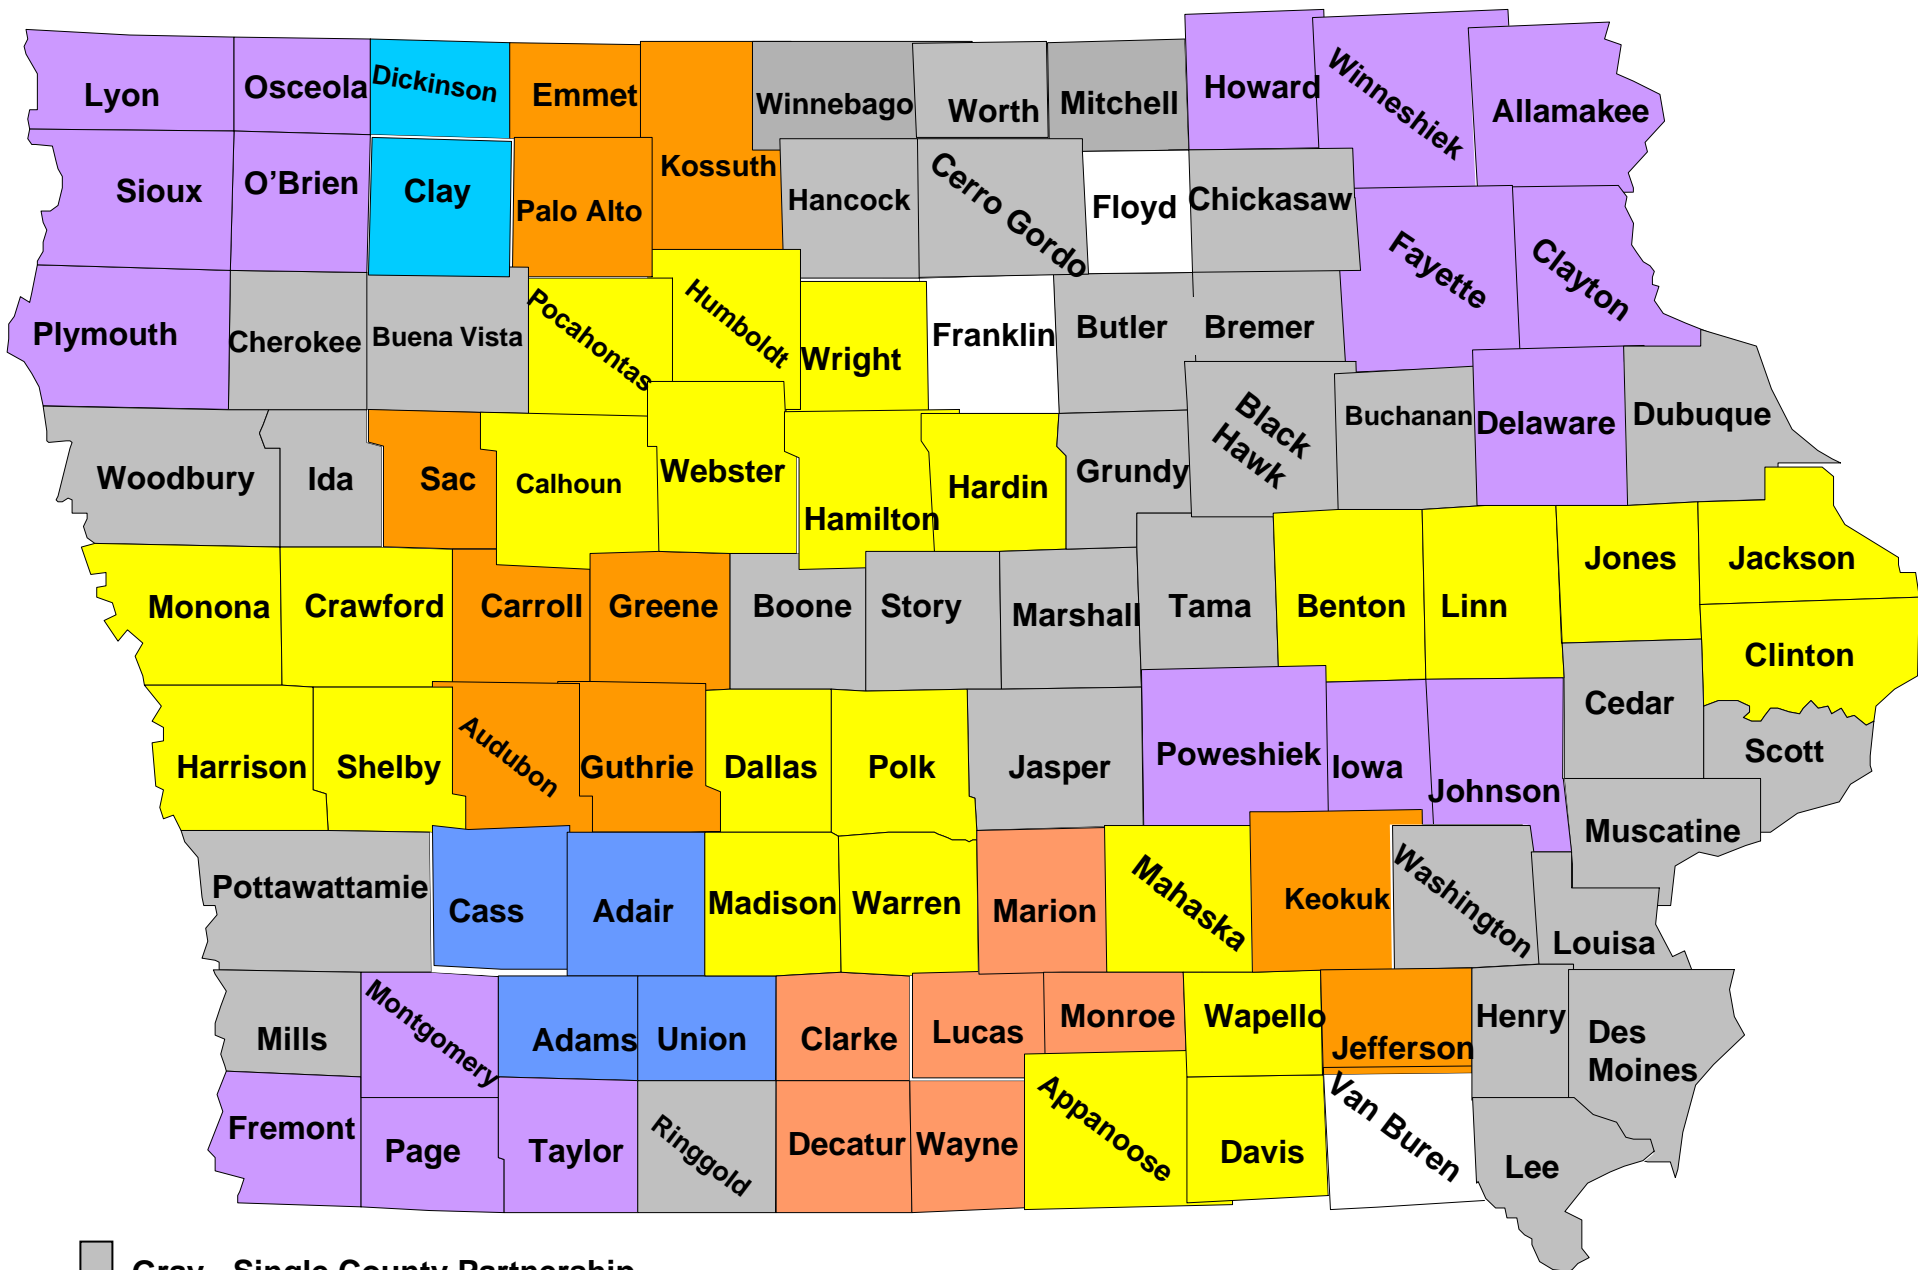 Lyon
Osceola
Dickinson
Emmet
Kossuth
Winnebago
Worth
Mitchell
Howard
Winneshiek
Allamakee
Sioux
O’Brien
Clay
Palo Alto
Hancock
Cerro Gordo
Floyd
Chickasaw
Fayette
Clayton
Plymouth
Cherokee
Buena Vista
Pocahontas
Humboldt
Wright
Franklin
Butler
Bremer
Woodbury
Ida
Sac
Calhoun
Webster
Hamilton
Hardin
Grundy
Black
Hawk
Buchanan
Delaware
Dubuque
Monona
Crawford
Carroll
Greene
Boone
Story
Marshall
Tama
Benton
Linn
Jones
Jackson
Clinton
Cedar
Scott
Harrison
Shelby
Audubon
Guthrie
Dallas
Polk
Jasper
Poweshiek
Iowa
Johnson
Muscatine
Pottawattamie
Cass
Adair
Madison
Warren
Marion
Mahaska
Keokuk
Washington
Louisa
Mills
Montgomery
Adams
Union
Clarke
Lucas
Monroe
Wapello
Jefferson
Henry
Des
Moines
Fremont
Page
Taylor
Ringgold
Decatur
Wayne
Appanoose
Davis
Van Buren
Lee
Gray - Single County Partnership